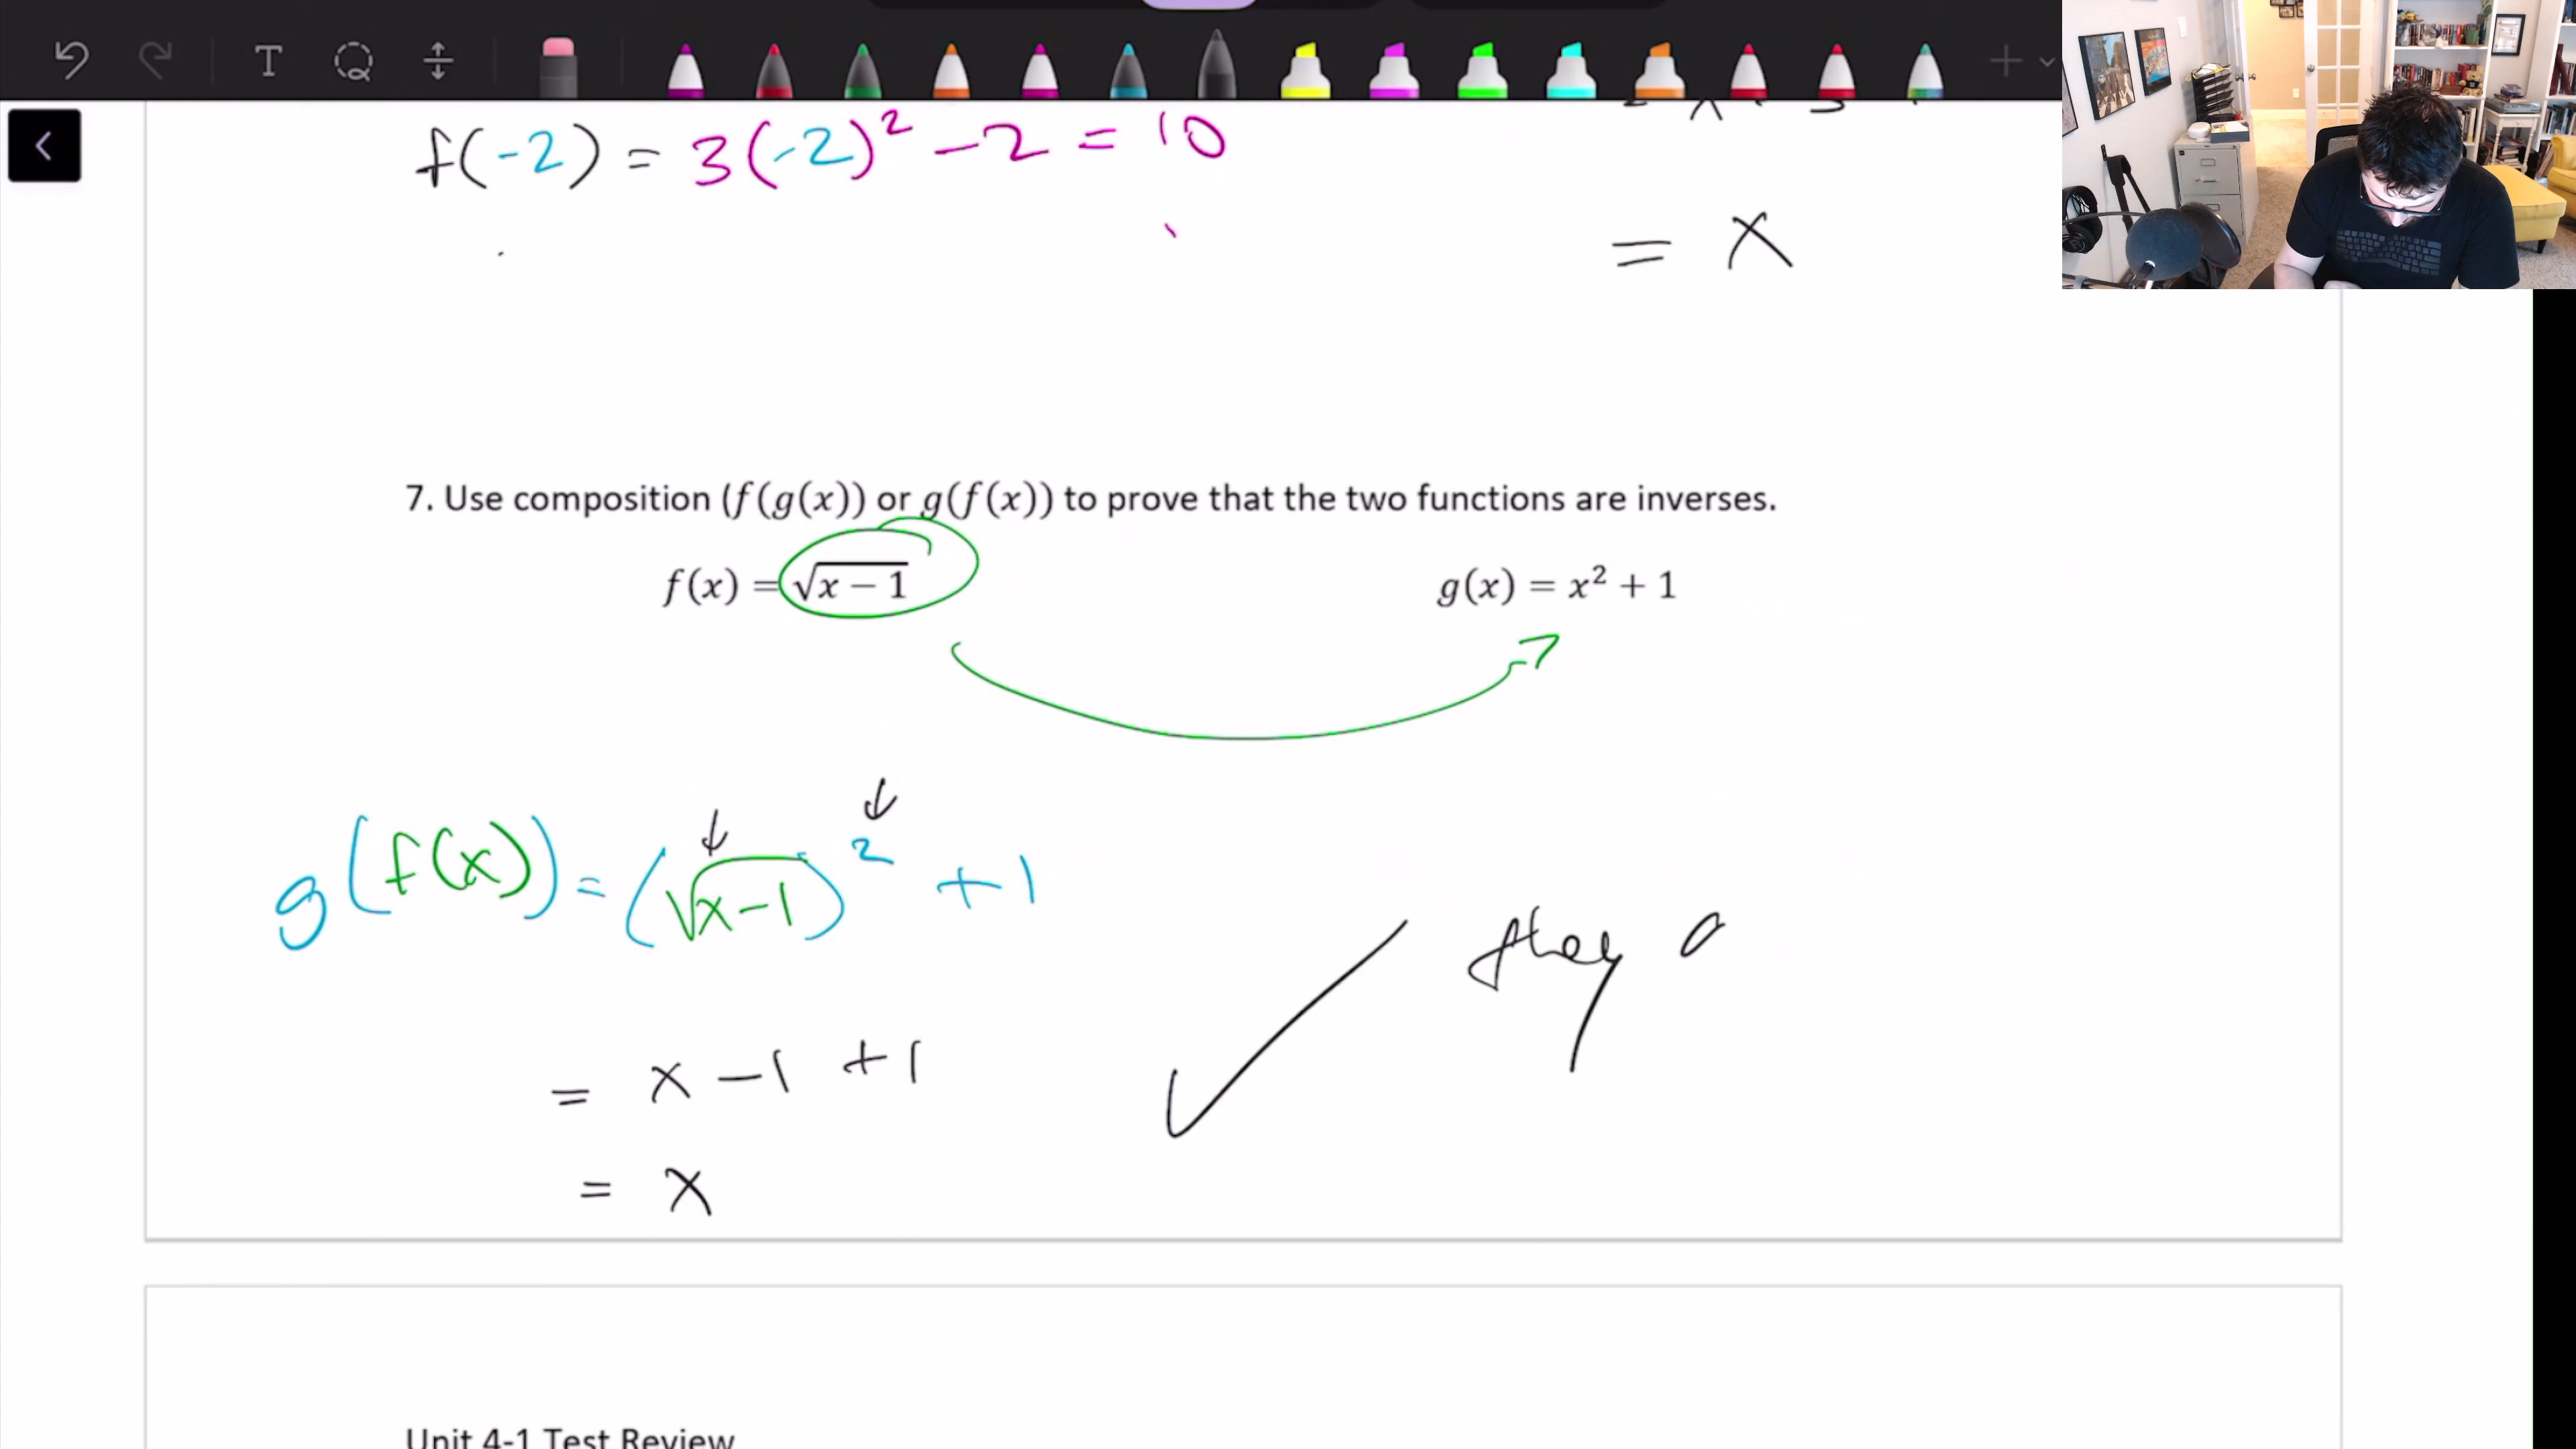 f(-2) = 3(-2)² - 2 = 10
= x
7. Use composition (f(g(x)) or g(f(x)) to prove that the two functions are inverses.
f(x) = √x − 1 g(x) = x² + 1
g(f(x)) = (√x-1)² + 1
= x - 1 + 1
they a
= x
Unit 4-1 Test Review